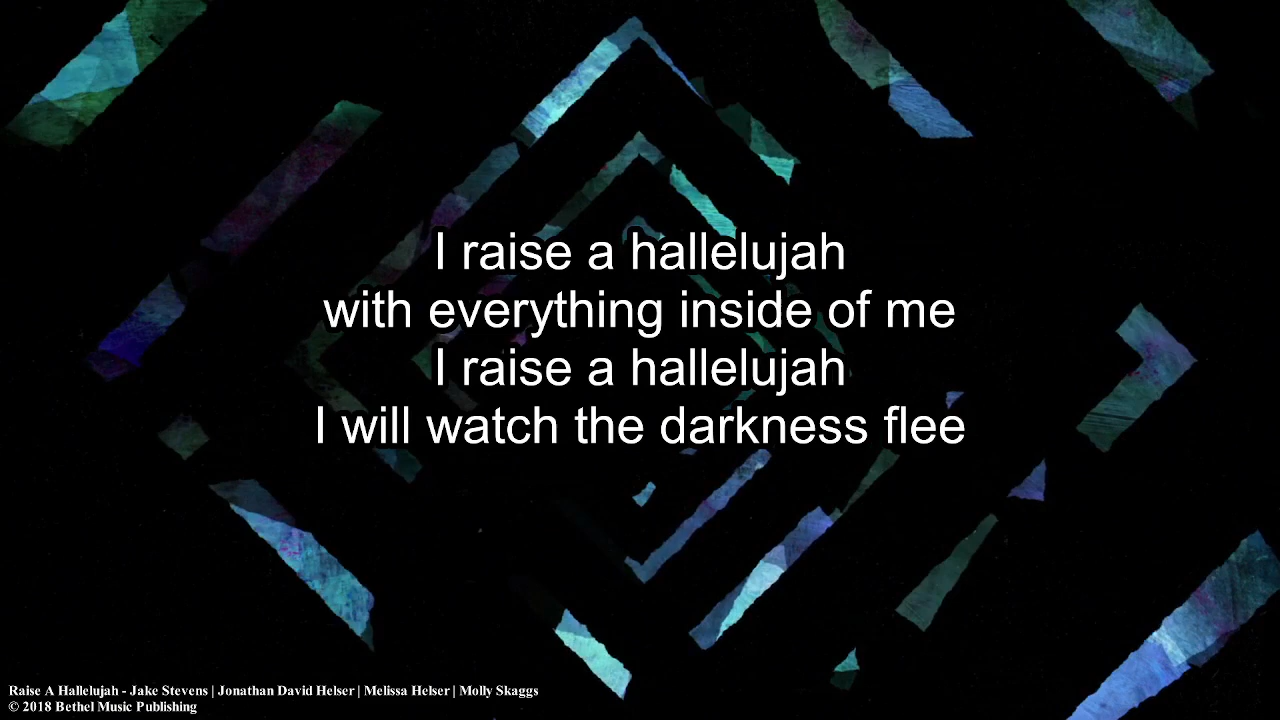 I raise a hallelujah
with everything inside of me
I raise a hallelujah
I will watch the darkness flee
Raise A Hallelujah - Jake Stevens | Jonathan David Helser | Melissa Helser | Molly Skaggs
© 2018 Bethel Music Publishing